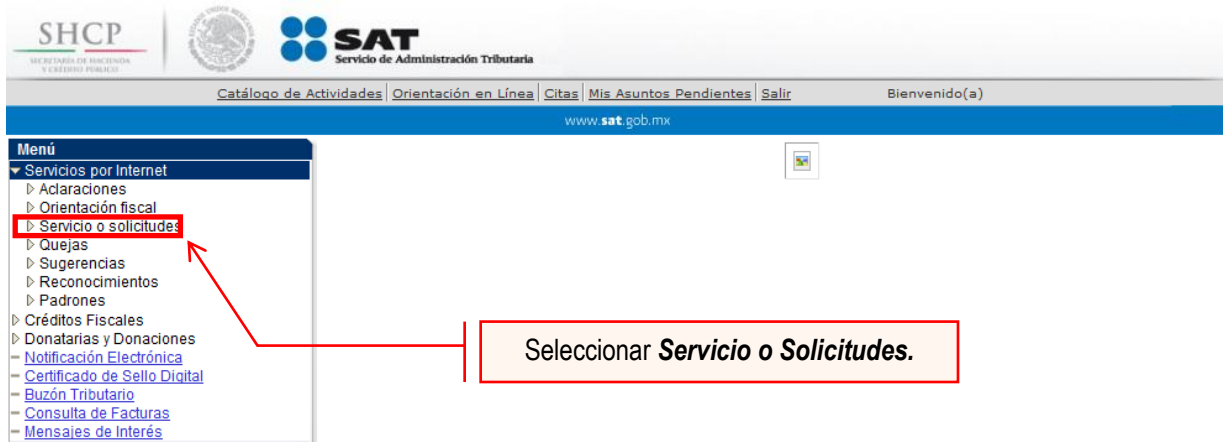 SHCP
SECRETARÍA DE HACIENDA
Y CRÉDITO PÚBLICO
ESTADOS UNIDOS MEXICANOS
SAT
Servicio de Administración Tributaria
Catálogo de Actividades Orientación en Línea Citas Mis Asuntos Pendientes Salir Bienvenido(a)
www.sat.gob.mx
Menú
Servicios por Internet
Aclaraciones
Orientación fiscal
Servicio o solicitudes
Quejas
Sugerencias
Reconocimientos
Padrones
Créditos Fiscales
Donatarias y Donaciones
Notificación Electrónica
Certificado de Sello Digital
Buzón Tributario
Consulta de Facturas
Mensajes de Interés
Seleccionar Servicio o Solicitudes.